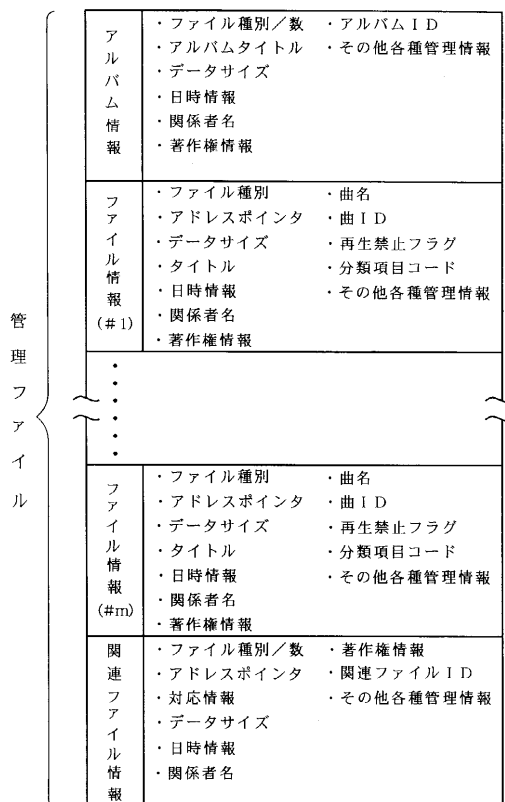 管理ファイル
アルバム情報
・ファイル種別／数
・アルバムタイトル
・データサイズ
・日時情報
・関係者名
・著作権情報
・アルバムＩＤ
・その他各種管理情報
ファイル情報
(＃1)
・ファイル種別
・アドレスポインタ
・データサイズ
・タイトル
・日時情報
・関係者名
・著作権情報
・曲名
・曲ＩＤ
・再生禁止フラグ
・分類項目コード
・その他各種管理情報
ファイル情報
(#m)
・ファイル種別
・アドレスポインタ
・データサイズ
・タイトル
・日時情報
・関係者名
・著作権情報
・曲名
・曲ＩＤ
・再生禁止フラグ
・分類項目コード
・その他各種管理情報
関連ファイル情報
・ファイル種別／数
・アドレスポインタ
・対応情報
・データサイズ
・日時情報
・関係者名
・著作権情報
・関連ファイルＩＤ
・その他各種管理情報